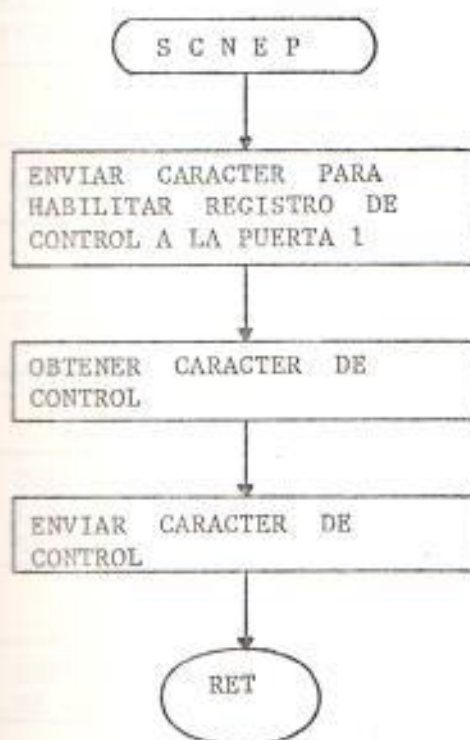 S C N E P
ENVIAR CARACTER PARA
HABILITAR REGISTRO DE
CONTROL A LA PUERTA 1
OBTENER CARACTER DE
CONTROL
ENVIAR CARACTER DE
CONTROL
RET